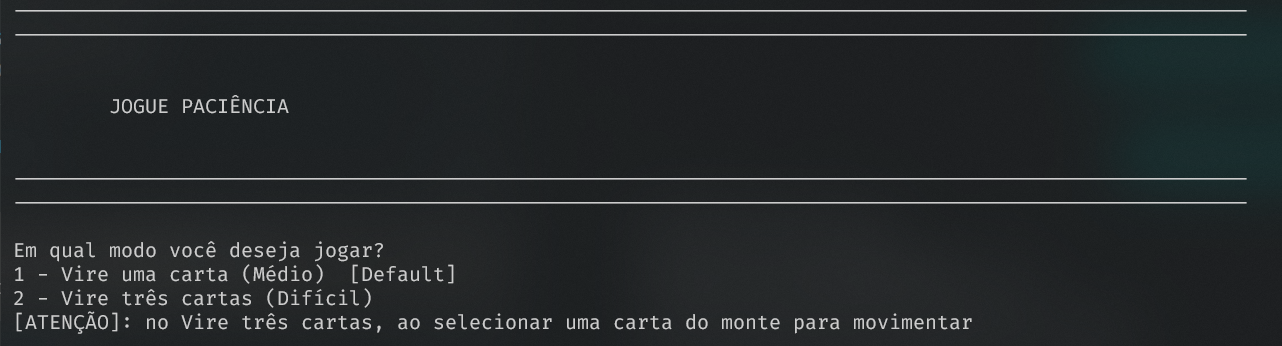 JOGUE PACIÊNCIA
Em qual modo você deseja jogar?
1 - Vire uma carta (Médio)  [Default]
2 - Vire três cartas (Difícil)
[ATENÇÃO]: no Vire três cartas, ao selecionar uma carta do monte para movimentar